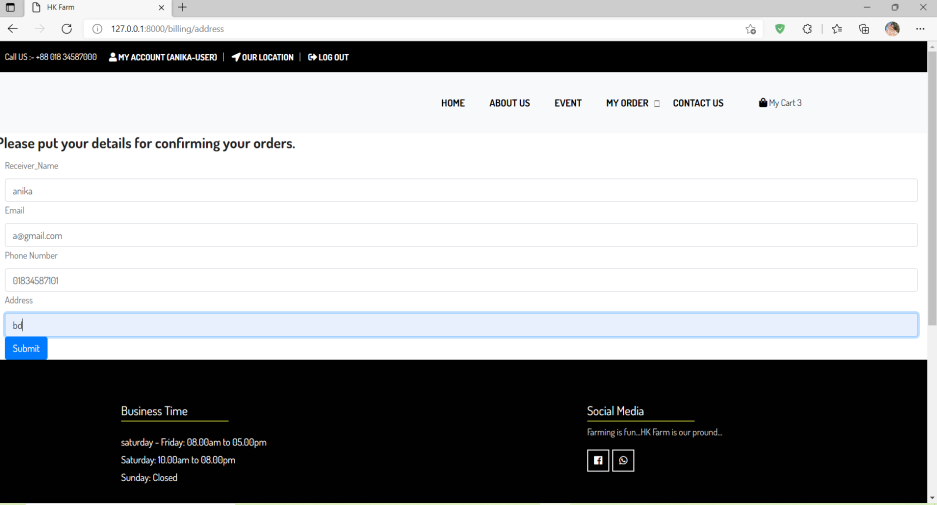 HK Farm
127.0.0.1:8000/billing/address
Call US :- +88 018 34587000 MY ACCOUNT (ANIKA-USER) | OUR LOCATION | LOG OUT
HOME ABOUT US EVENT MY ORDER CONTACT US My Cart 3
Please put your details for confirming your orders.
Receiver_Name
anika
Email
a@gmail.com
Phone Number
01834587101
Address
bd
Submit
Business Time Social Media
saturday - Friday: 08.00am to 05.00pm Farming is fun...HK Farm is our pround...
Saturday: 10.00am to 08.00pm
Sunday: Closed